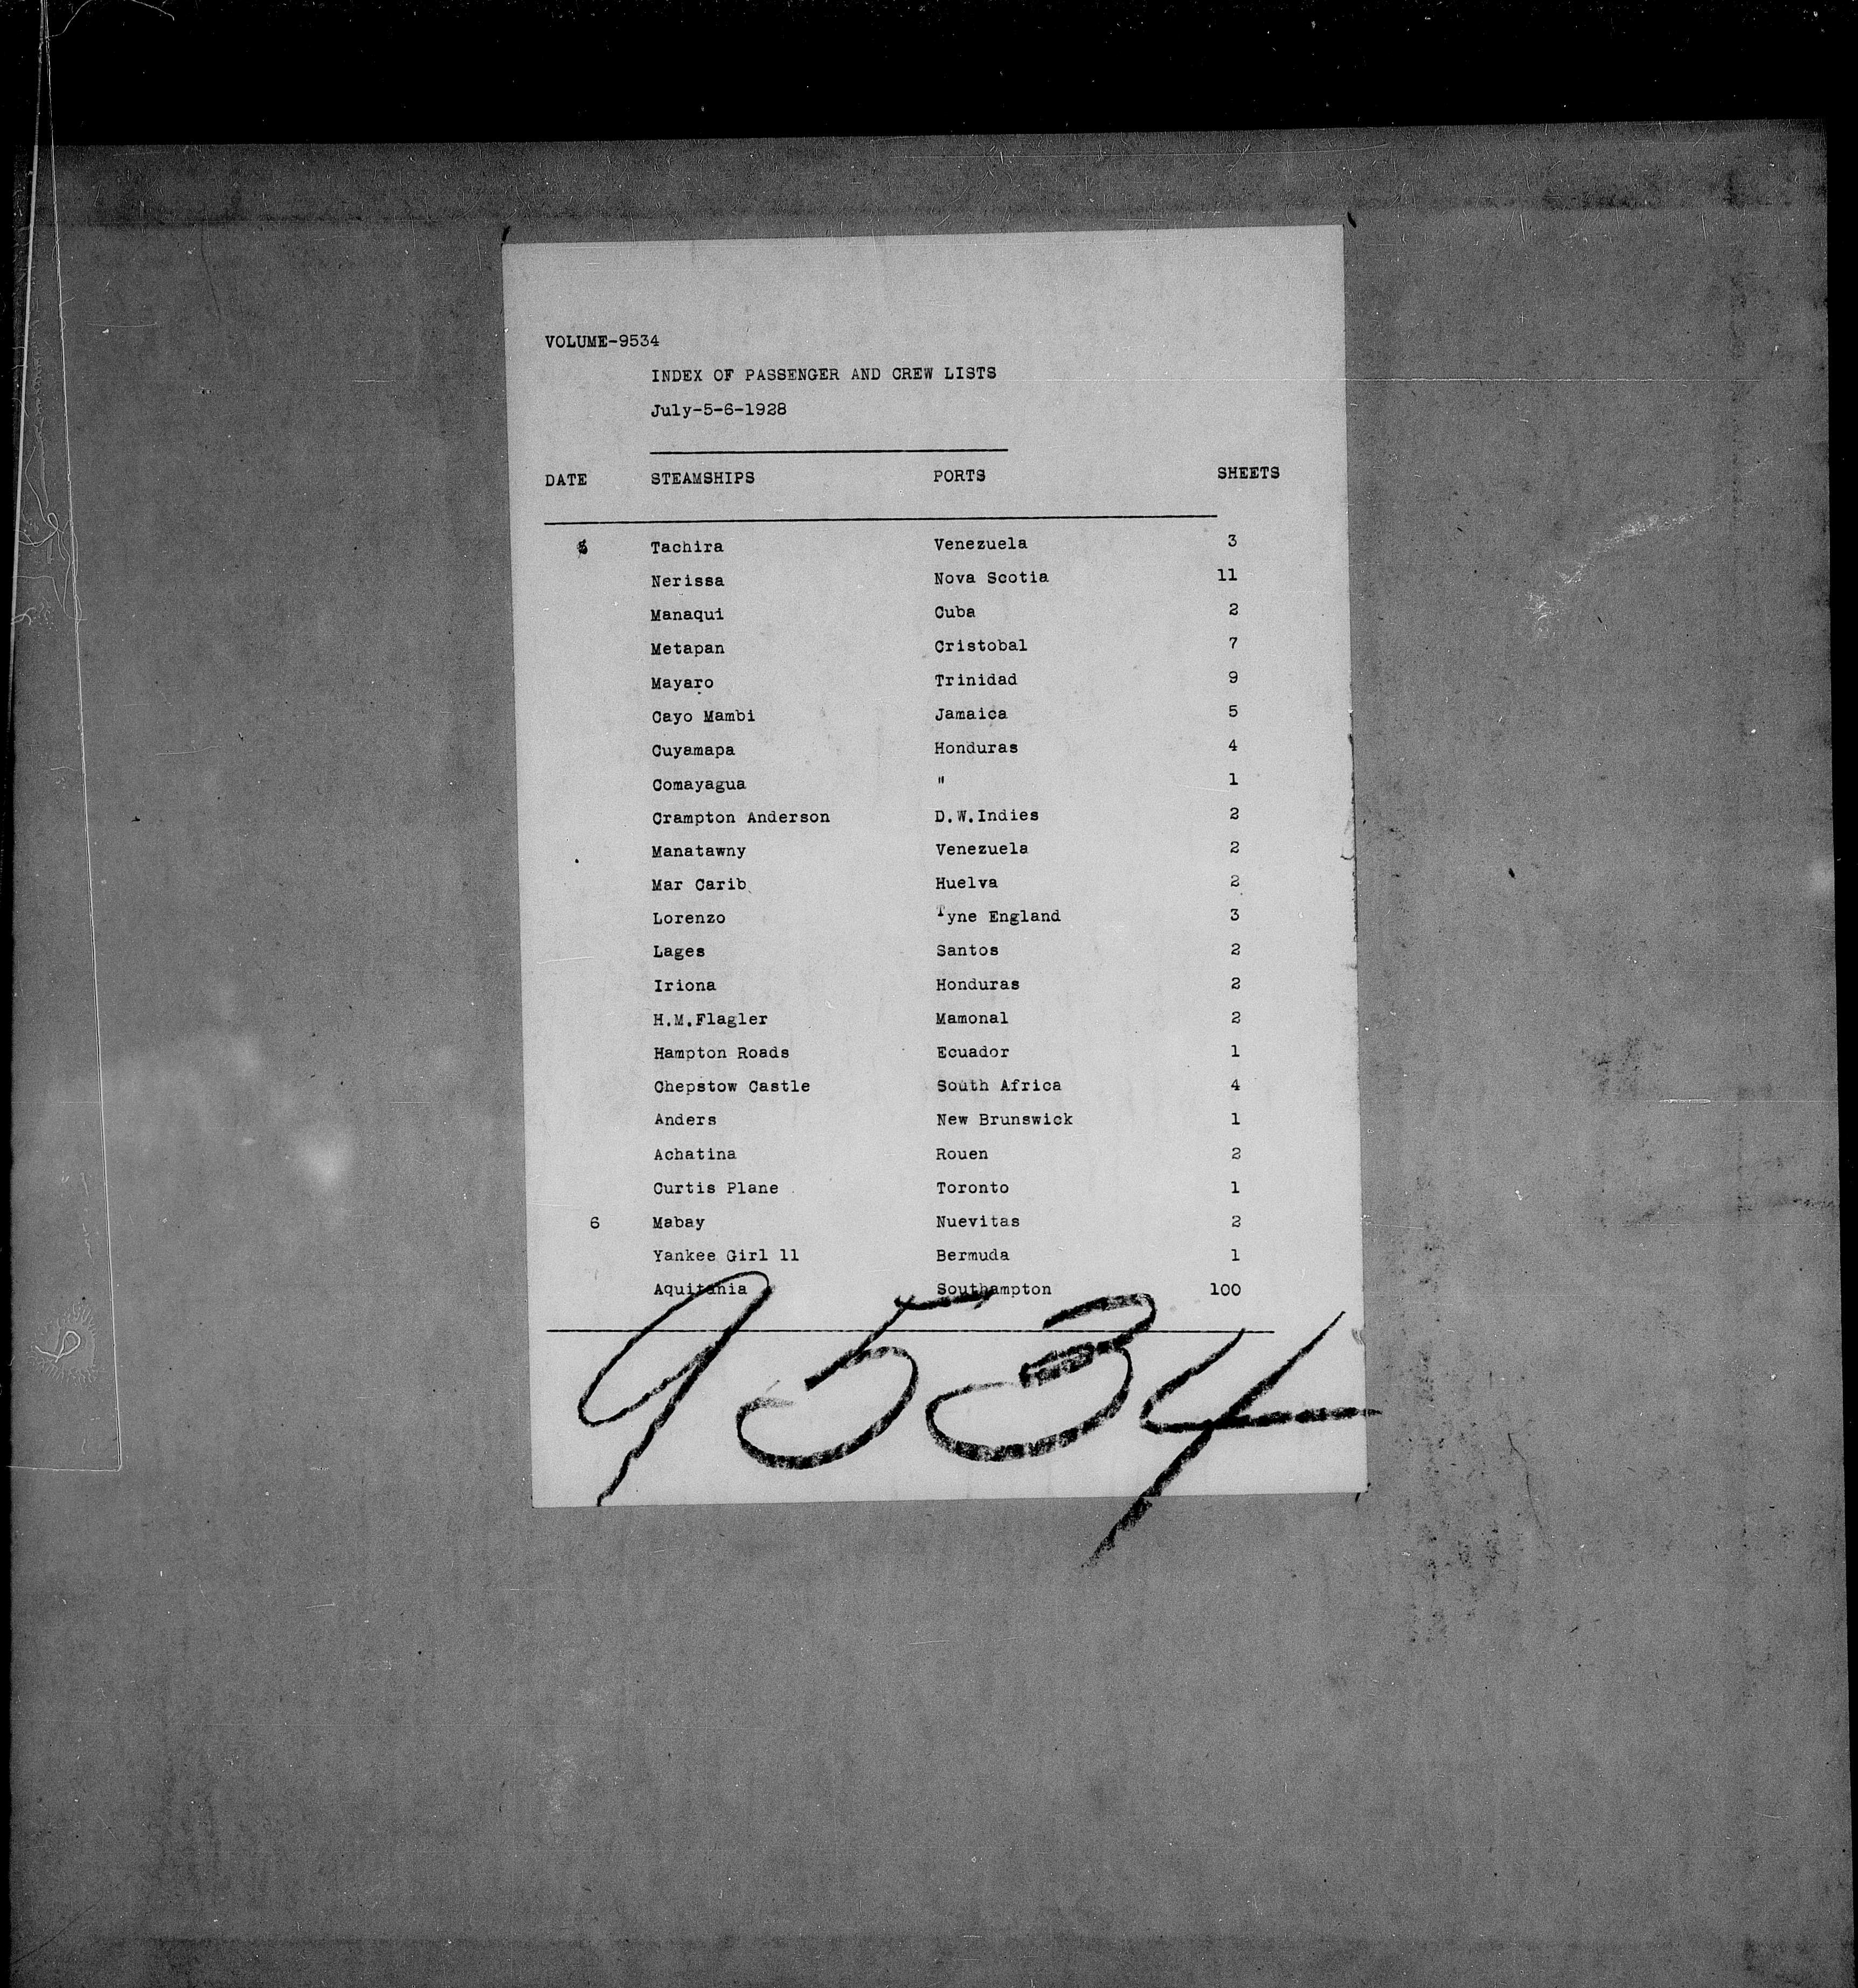 VOLUME-9534
INDEX OF PASSENGER AND CREW LISTS
July-5-6-1928
DATE STEAMSHIPS PORTS SHEETS
5 Tachira Venezuela 3
Nerissa Nova Scotia 11
Manaqui Cuba 2
Metapan Cristobal 7
Mayaro Trinidad 9
Cayo Mambi Jamaica 5
Cuyamapa Honduras 4
Comayagua " 1
Crampton Anderson D.W.Indies 2
Manatawny Venezuela 2
Mar Carib Huelva 2
Lorenzo Tyne England 3
Lages Santos 2
Iriona Honduras 2
H.M.Flagler Mamonal 2
Hampton Roads Ecuador 1
Chepstow Castle South Africa 4
Anders New Brunswick 1
Achatina Rouen 2
Curtis Plane Toronto 1
6 Mabay Nuevitas 2
Yankee Girl 11 Bermuda 1
Aquitania Southampton 100
9534